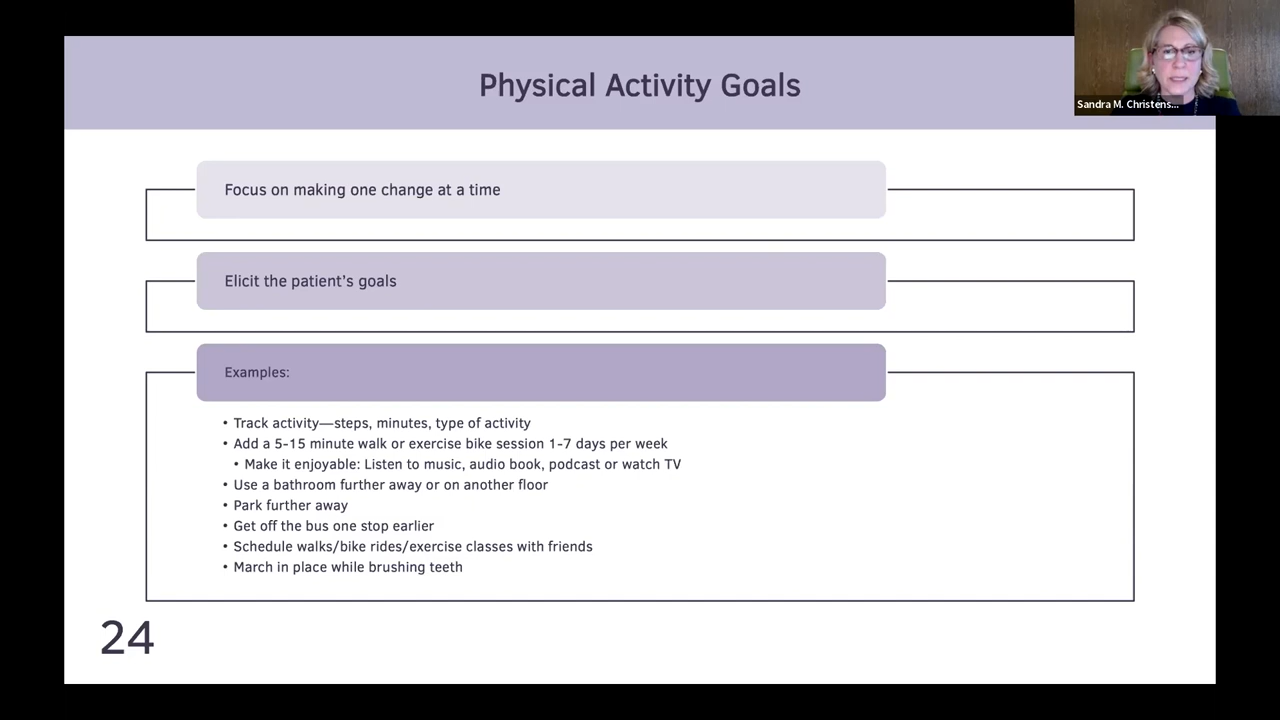 Physical Activity Goals
Sandra M. Christens...
Focus on making one change at a time
Elicit the patient's goals
Examples:
• Track activity—steps, minutes, type of activity
• Add a 5-15 minute walk or exercise bike session 1-7 days per week
• Make it enjoyable: Listen to music, audio book, podcast or watch TV
• Use a bathroom further away or on another floor
• Park further away
• Get off the bus one stop earlier
• Schedule walks/bike rides/exercise classes with friends
• March in place while brushing teeth
24